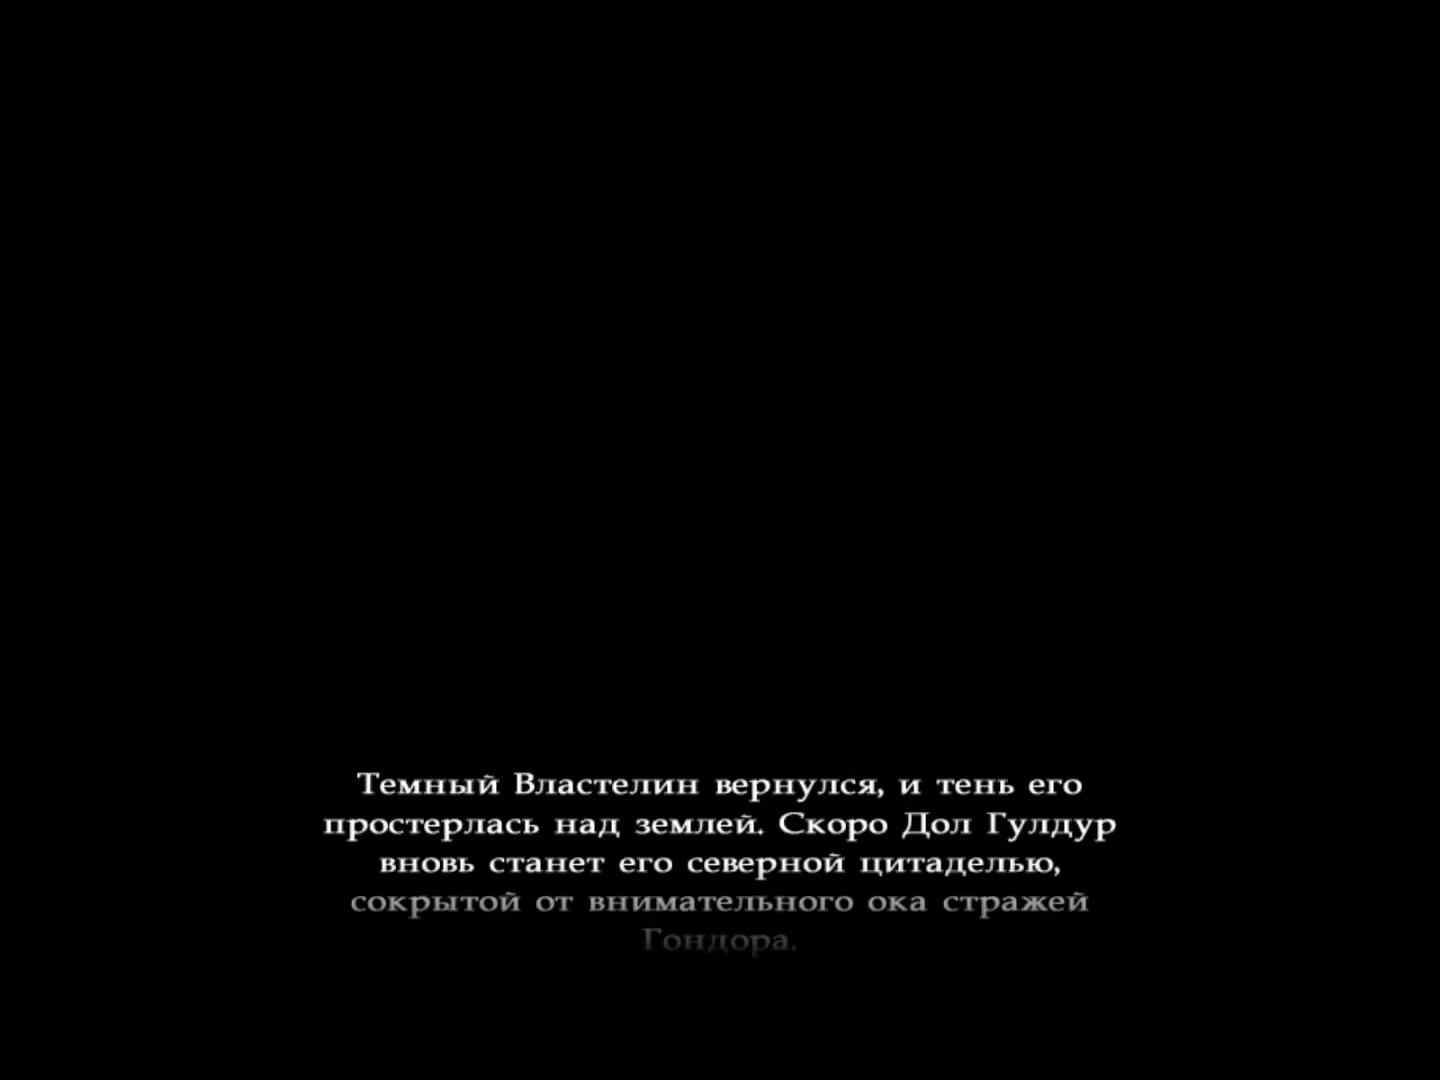 Темный Властелин вернулся, и тень его
простерлась над землей. Скоро Дол Гулдур
вновь станет его северной цитаделью,
сокрытой от внимательного ока стражей
Гондора.